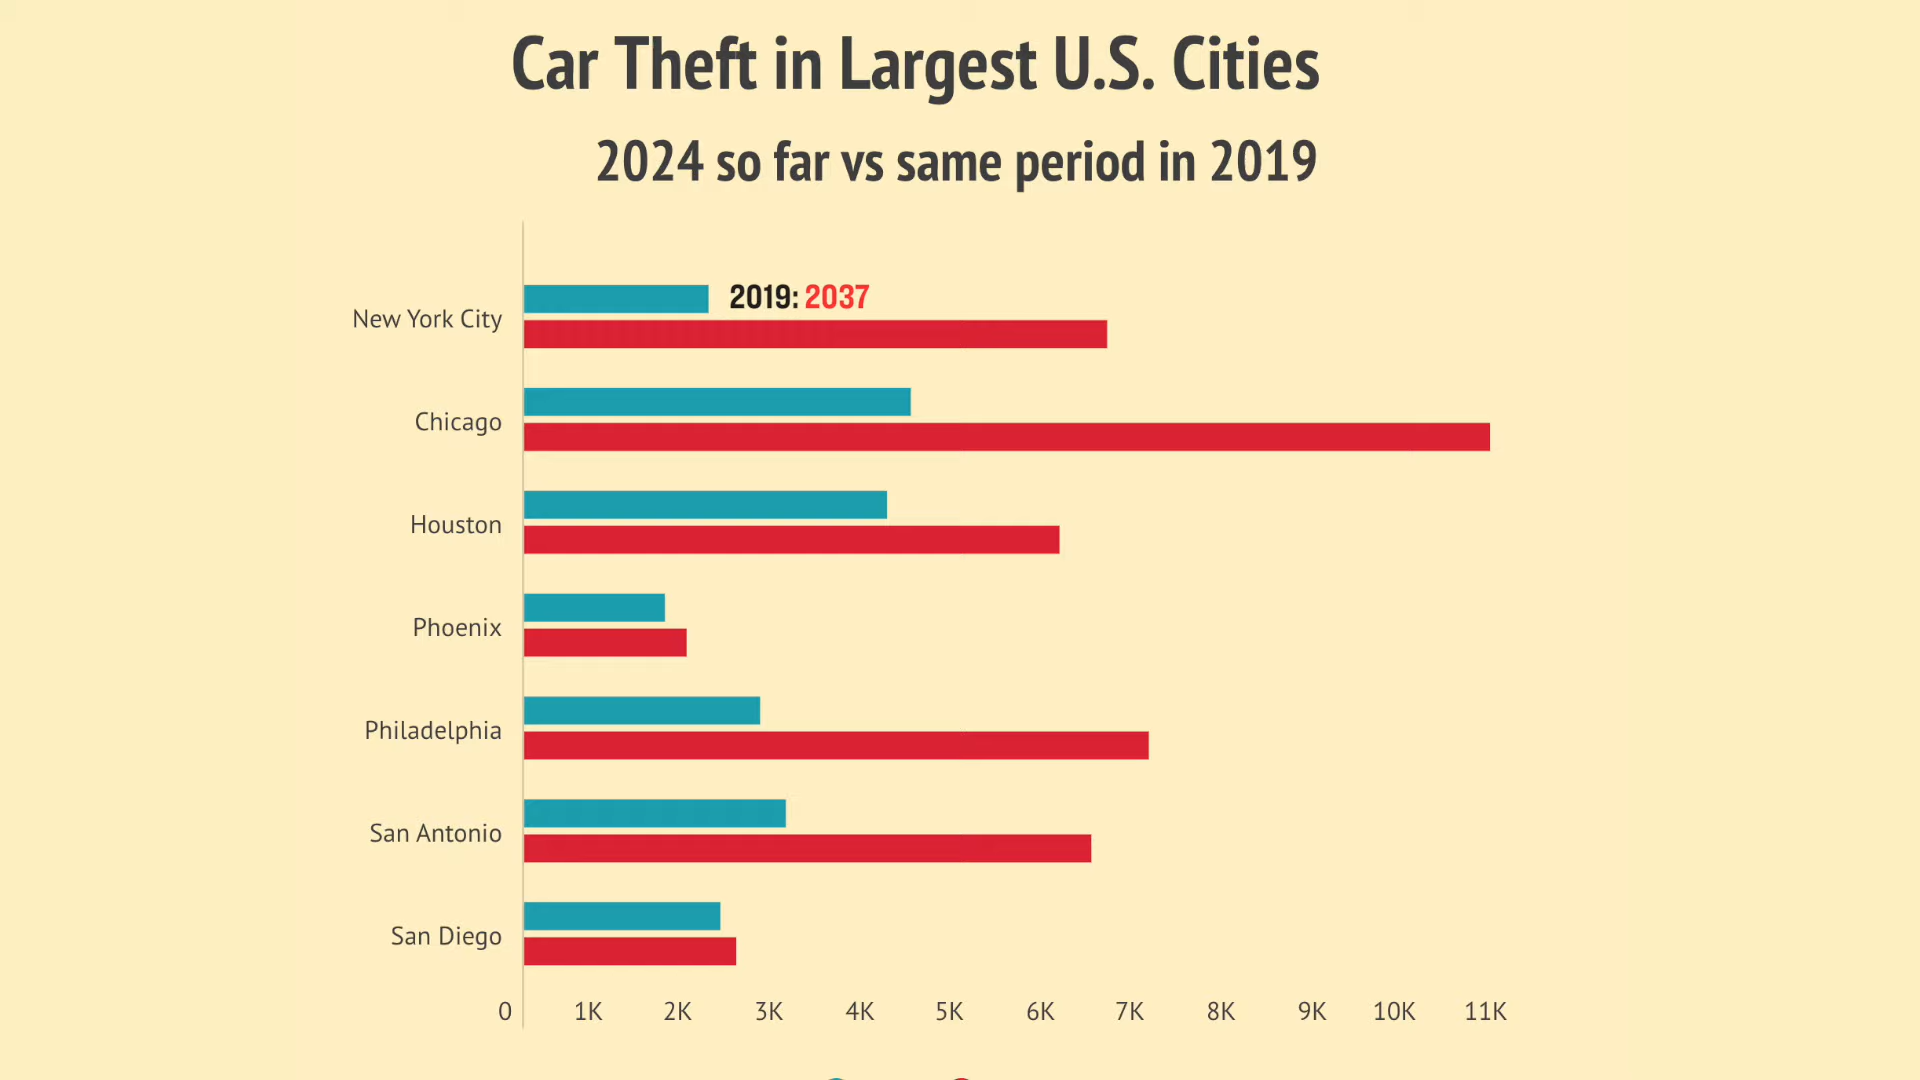 Car Theft in Largest U.S. Cities
2024 so far vs same period in 2019
2019: 2037
New York City
Chicago
Houston
Phoenix
Philadelphia
San Antonio
San Diego
0 1K 2K 3K 4K 5K 6K 7K 8K 9K 10K 11K